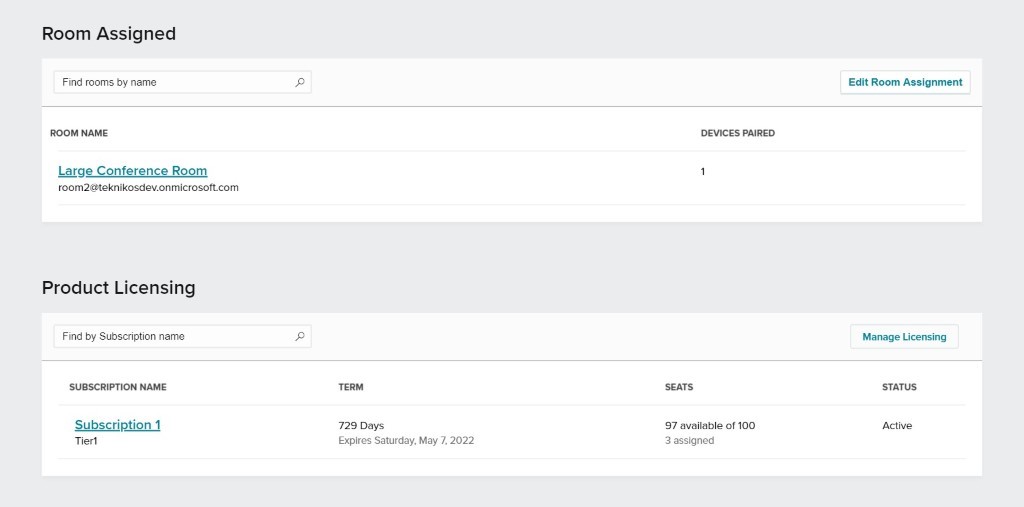 Room Assigned
Find rooms by name
Edit Room Assignment
ROOM NAME DEVICES PAIRED
Large Conference Room 1
room2@teknikosdev.onmicrosoft.com
Product Licensing
Find by Subscription name
Manage Licensing
SUBSCRIPTION NAME TERM SEATS STATUS
Subscription 1 729 Days 97 available of 100 Active
Tier1 Expires Saturday, May 7, 2022 3 assigned